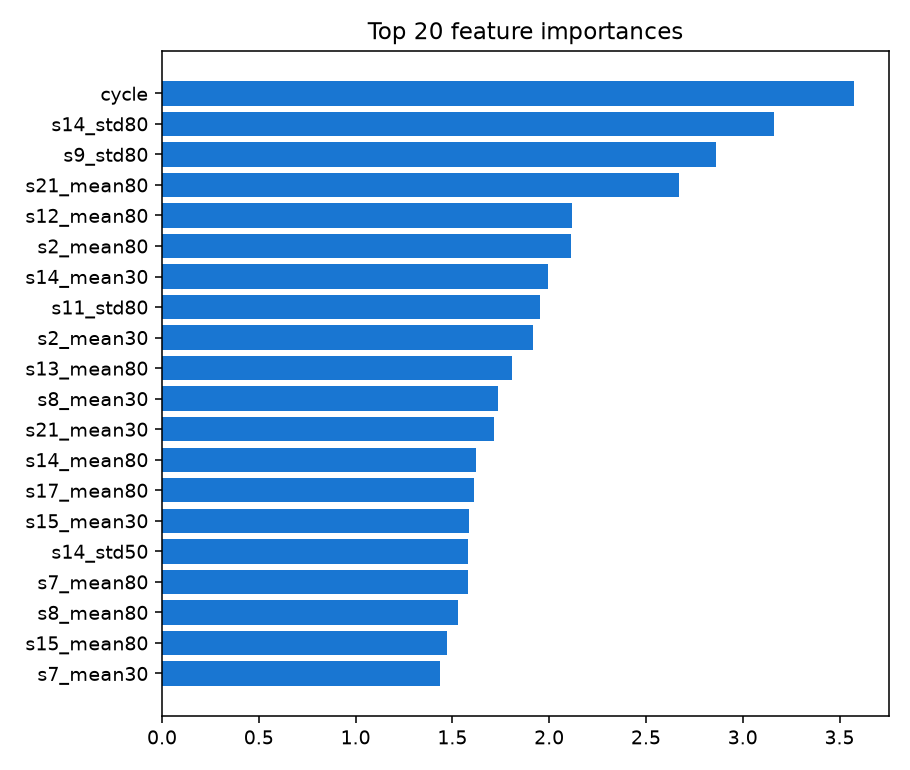 Top 20 feature importances
cycle
s14_std80
s9_std80
s21_mean80
s12_mean80
s2_mean80
s14_mean30
s11_std80
s2_mean30
s13_mean80
s8_mean30
s21_mean30
s14_mean80
s17_mean80
s15_mean30
s14_std50
s7_mean80
s8_mean80
s15_mean80
s7_mean30
0.0 0.5 1.0 1.5 2.0 2.5 3.0 3.5